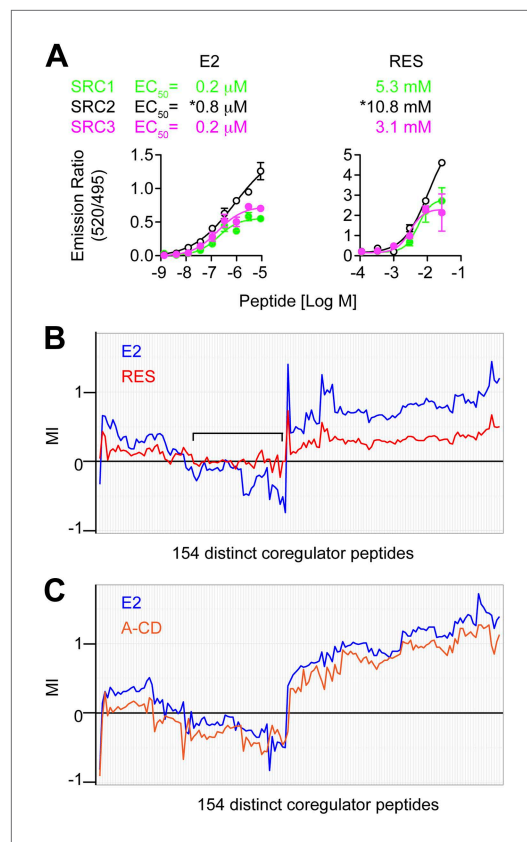 A
E2 RES
SRC1 EC50= 0.2 μM 5.3 mM
SRC2 EC50= *0.8 μM *10.8 mM
SRC3 EC50= 0.2 μM 3.1 mM
Emission Ratio
(520/495)
1.5
1.0
0.5
0
-9 -8 -7 -6 -5
5
4
3
2
1
0
-4 -3 -2 -1
Peptide [Log M]
B
E2
RES
MI
1
0
-1
154 distinct coregulator peptides
C
E2
A-CD
MI
1
0
-1
154 distinct coregulator peptides